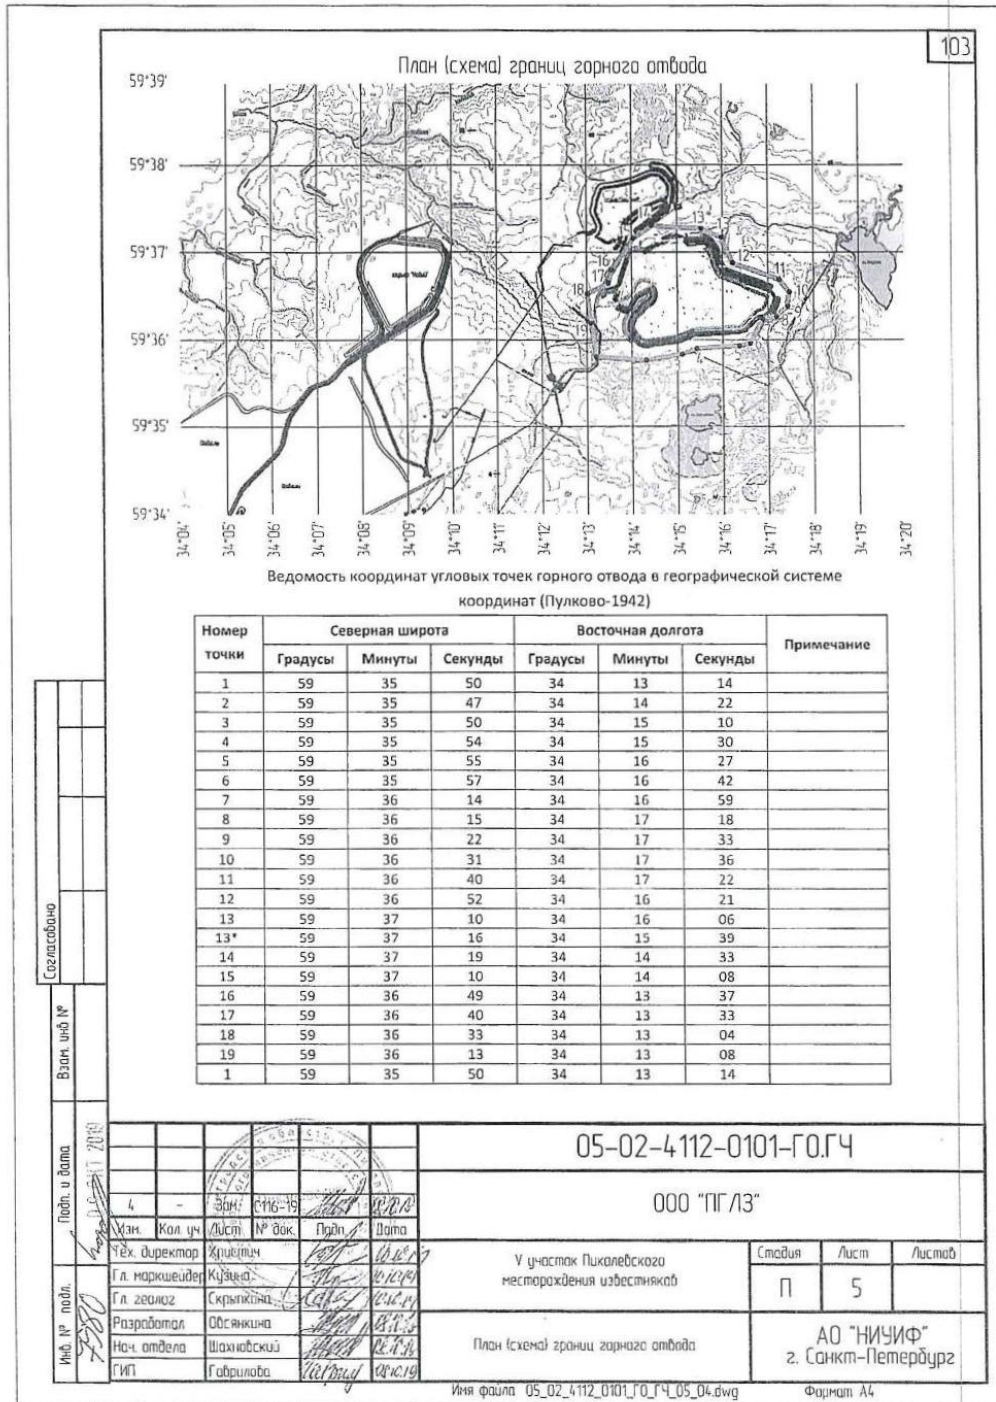 103
План (схема) границ горного отвода
59°39'
59°38'
59°37'
59°36'
59°35'
59°34'
13
12
11
10
16
17
18
19
4
34°04'
34°05'
34°06'
34°07'
34°08'
34°09'
34°10'
34°11'
34°12'
34°13'
34°14'
34°15'
34°16'
34°17'
34°18'
34°19'
34°20'
Ведомость координат угловых точек горного отвода в географической системе
координат (Пулково-1942)
Номер точки Северная широта Восточная долгота Примечание
Градусы Минуты Секунды Градусы Минуты Секунды
1 59 35 50 34 13 14
2 59 35 47 34 14 22
3 59 35 50 34 15 10
4 59 35 54 34 15 30
5 59 35 55 34 16 27
6 59 35 57 34 16 42
7 59 36 14 34 16 59
8 59 36 15 34 17 18
9 59 36 22 34 17 33
10 59 36 31 34 17 36
11 59 36 40 34 17 22
12 59 36 52 34 16 21
13 59 37 10 34 16 06
13* 59 37 16 34 15 39
14 59 37 19 34 14 33
15 59 37 10 34 14 08
16 59 36 49 34 13 37
17 59 36 40 34 13 33
18 59 36 33 34 13 04
19 59 36 13 34 13 08
1 59 35 50 34 13 14
Согласовано
Взам. инв №
Подп. и дата
Инв. № подл.
05-02-4112-0101-ГО.ГЧ
ООО "ПГЛЗ"
4 - Зам. С116-19
Изм. Кол. уч Лист № док. Подп. Дата
Тех. директор Христич
Гл. маркшейдер Кузина
Гл. геолог Скрыпкина
Разработал Овсянкина
Нач. отдела Шахновский
ГИП Гаврилова 08.10.19
V участок Пикалевского
месторождения известняков
Стадия Лист Листов
П 5
План (схема) границ горного отвода
АО "НИУИФ"
г. Санкт-Петербург
Имя файла 05_02_4112_0101_ГО_ГЧ_05_04.dwg Формат А4